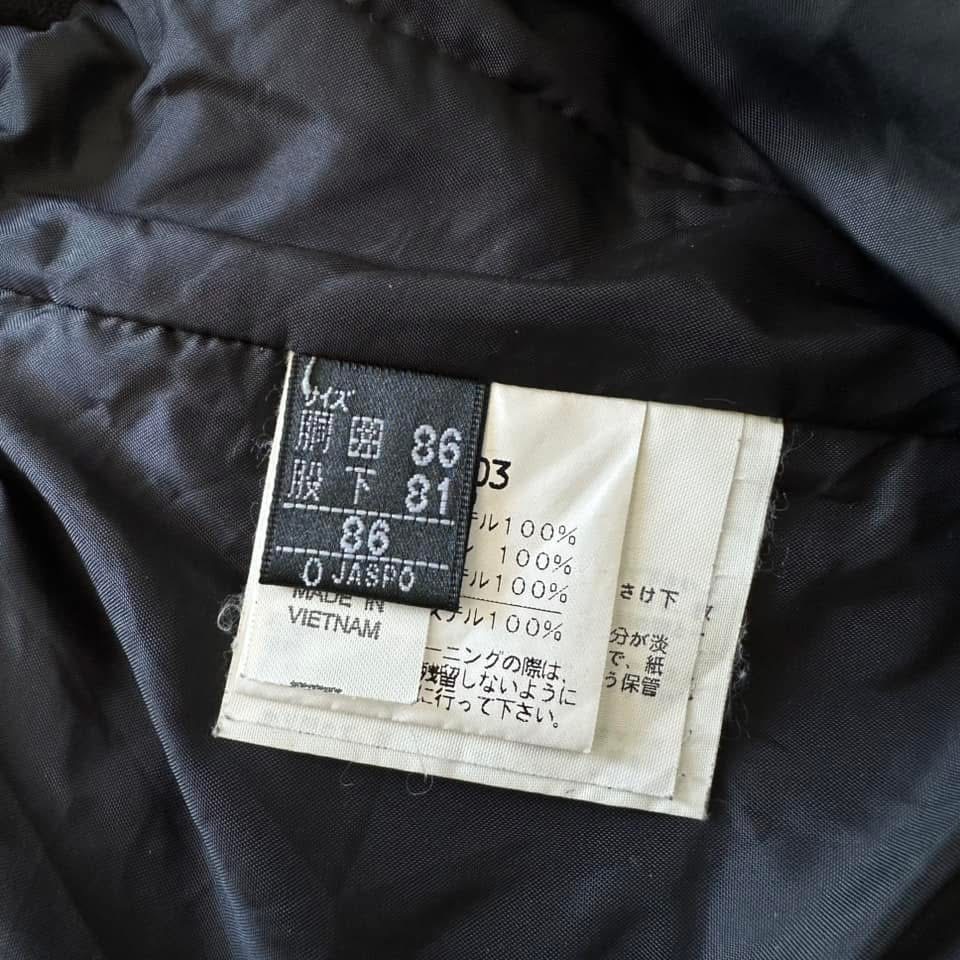 サイズ
胴囲 86
股下 81
86
0 JASPO
MADE IN
VIETNAM
03
テル100%
100%
テル100%
ステル100%
ーニングの際は、
残留しないように
に行って下さい。
さけ下
分が淡
で、紙
う保管